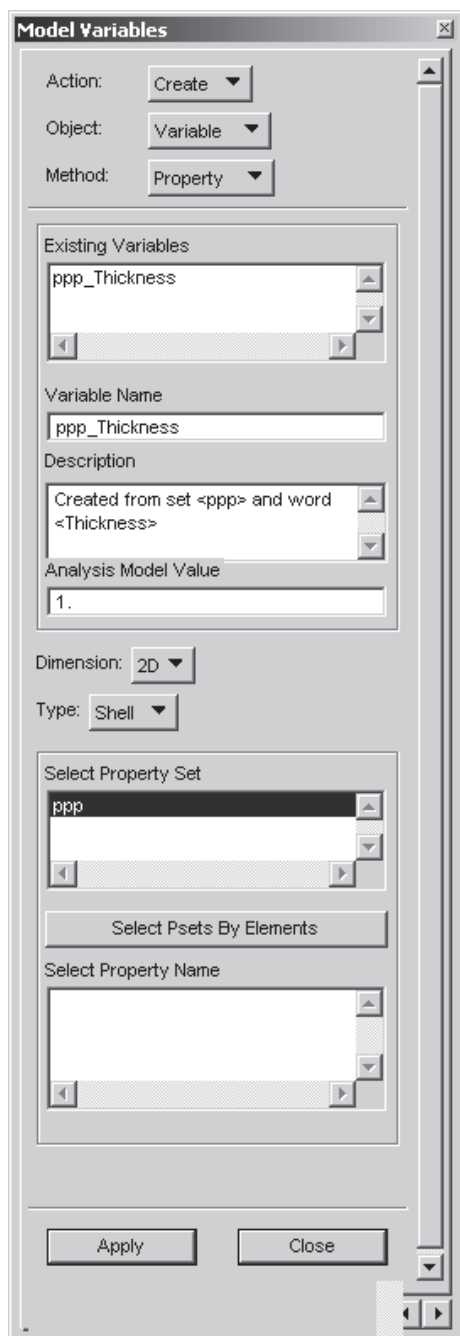 Model Variables
Action: Create
Object: Variable
Method: Property
Existing Variables
ppp_Thickness
Variable Name
ppp_Thickness
Description
Created from set <ppp> and word
<Thickness>
Analysis Model Value
1.
Dimension: 2D
Type: Shell
Select Property Set
ppp
Select Psets By Elements
Select Property Name
Apply Close